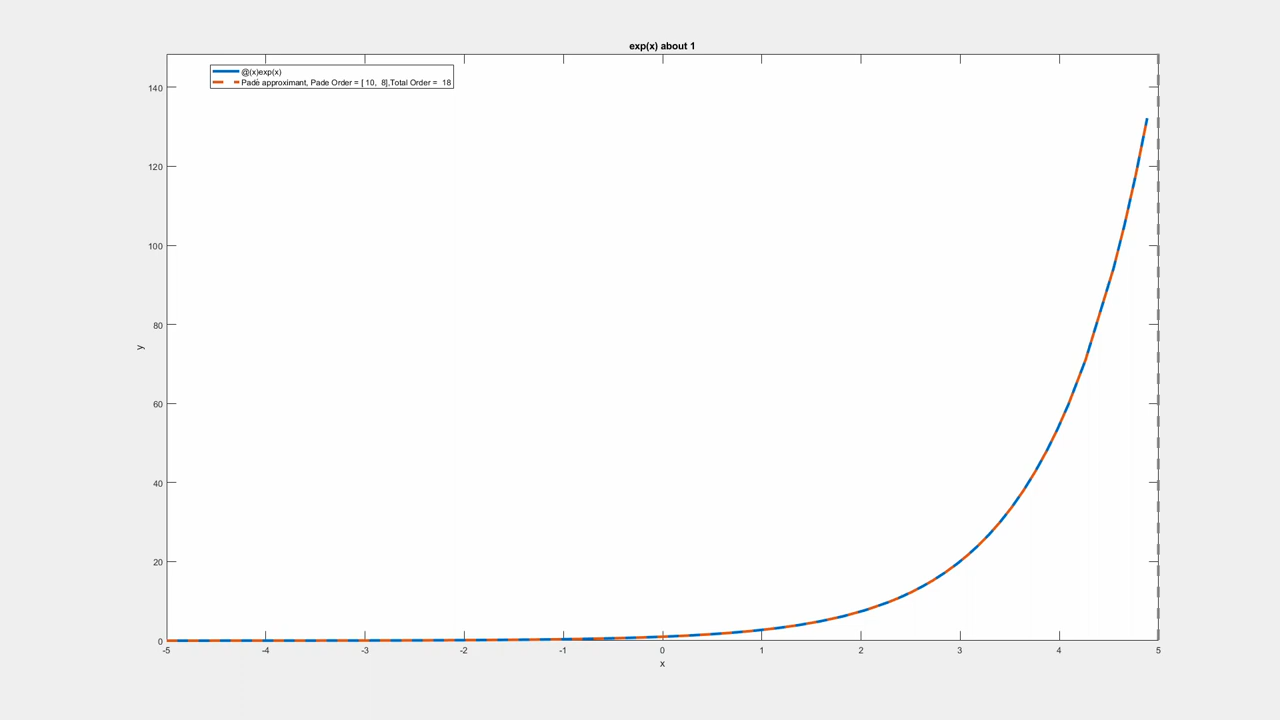 exp(x) about 1
@(x)exp(x)
Padè approximant, Pade Order = [ 10,  8],Total Order =  18
140
120
100
80
60
40
20
0
y
-5 -4 -3 -2 -1 0 1 2 3 4 5
x